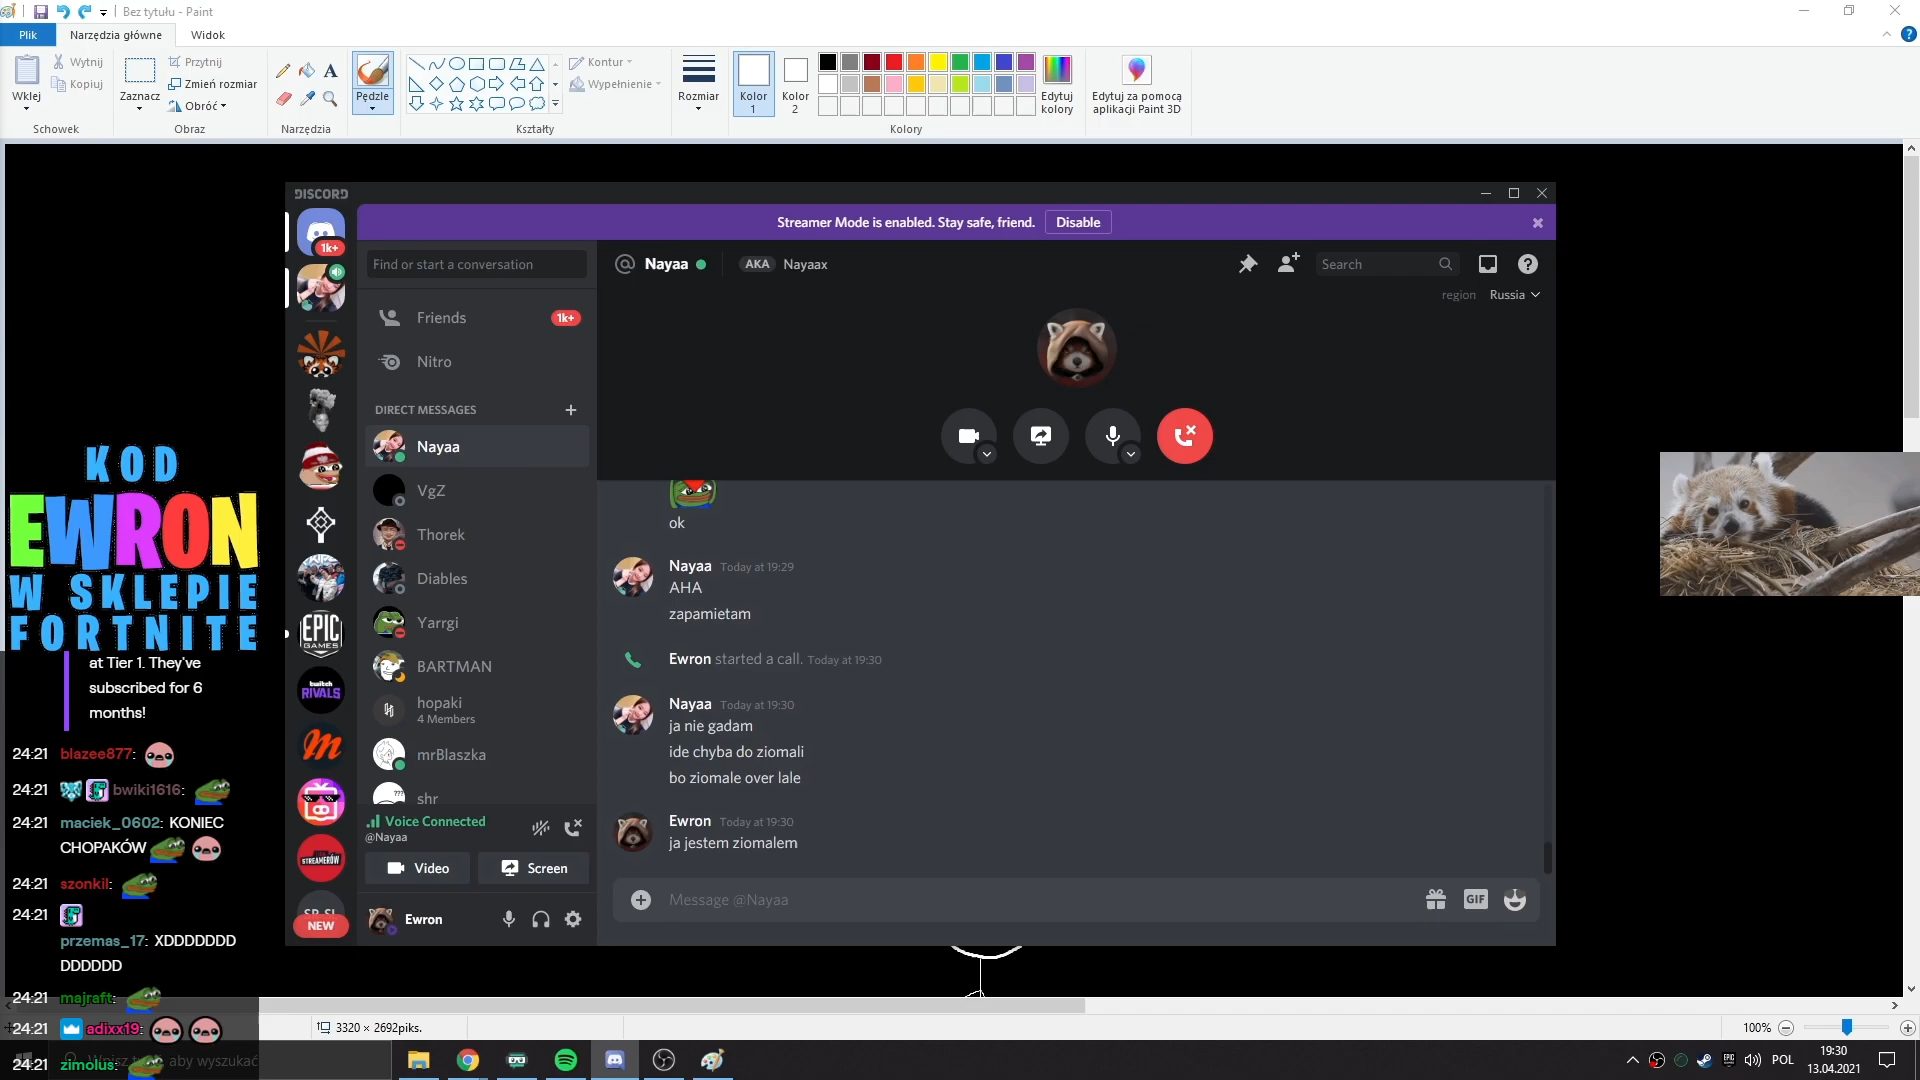 Bez tytułu - Paint
Plik
Narzędzia główne
Widok
Wklej
Wytnij
Kopiuj
Schowek
Zaznacz
Przytnij
Zmień rozmiar
Obróć
Obraz
A
Narzędzia
Pędzle
Kształty
Kontur
Wypełnienie
Rozmiar
Kolor
1
Kolor
2
Edytuj
kolory
Kolory
Edytuj za pomocą
aplikacji Paint 3D
DISCORD
Streamer Mode is enabled. Stay safe, friend.
Disable
1k+
EPIC
GAMES
twitch
RIVALS
STREAMERÓW
NEW
Find or start a conversation
Friends
1k+
Nitro
DIRECT MESSAGES
Nayaa
VgZ
Thorek
Diables
Yarrgi
BARTMAN
hopaki
4 Members
mrBlaszka
shr
Voice Connected
@Nayaa
Video
Screen
Ewron
@ Nayaa
AKA
Nayaax
Search
region
Russia
ok
Nayaa Today at 19:29
AHA
zapamietam
Ewron started a call. Today at 19:30
Nayaa Today at 19:30
ja nie gadam
ide chyba do ziomali
bo ziomale over lale
Ewron Today at 19:30
ja jestem ziomalem
Message @Nayaa
GIF
KOD
EWRON
W SKLEPIE
FORTNITE
at Tier 1. They've
subscribed for 6
months!
24:21 blazee877:
24:21 bwiki1616:
24:21 maciek_0602: KONIEC
CHOPAKÓW
24:21 szonkil:
24:21
przemas_17: XDDDDDDD
DDDDDD
24:21 majraft:
24:21 adixx19:
24:21 zimolus:
aby wyszukać
3320 × 2692piks.
100%
POL
19:30
13.04.2021